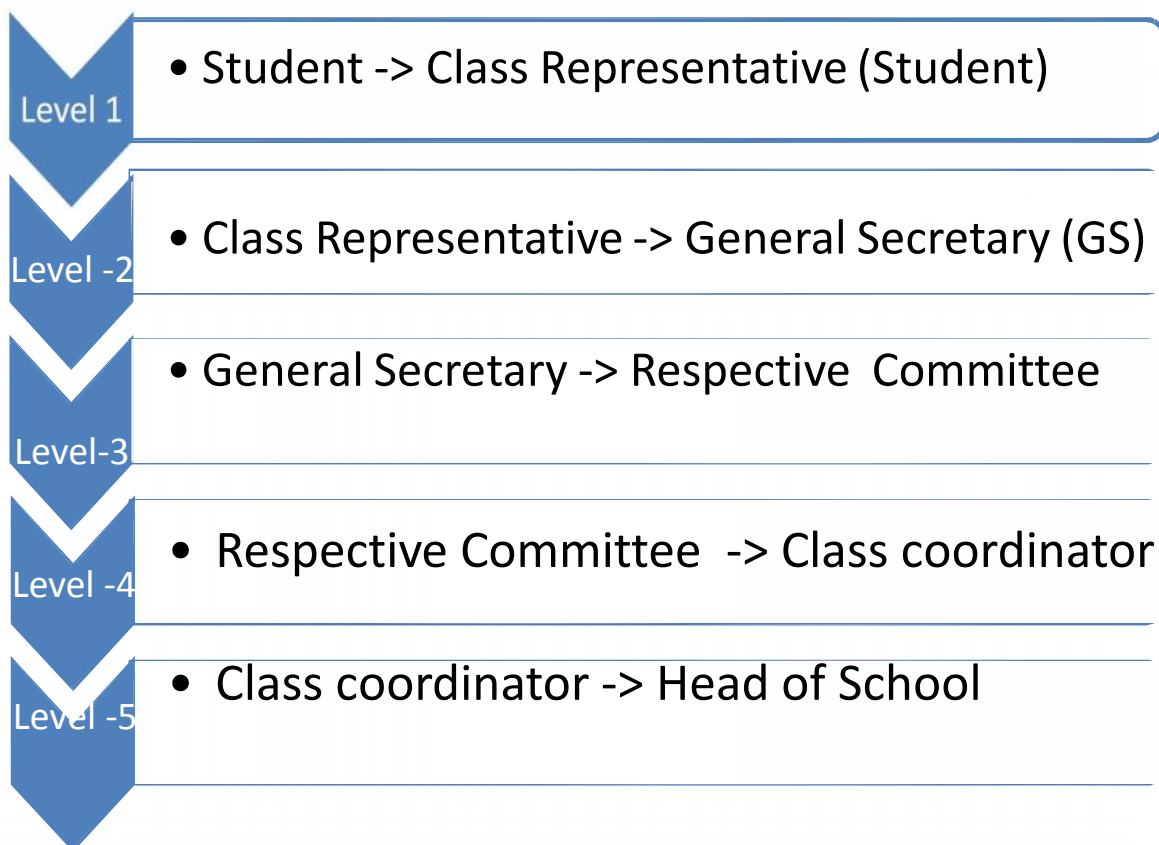 Level 1
• Student -> Class Representative (Student)
Level -2
• Class Representative -> General Secretary (GS)
Level-3
• General Secretary -> Respective Committee
Level -4
• Respective Committee -> Class coordinator
Level -5
• Class coordinator -> Head of School